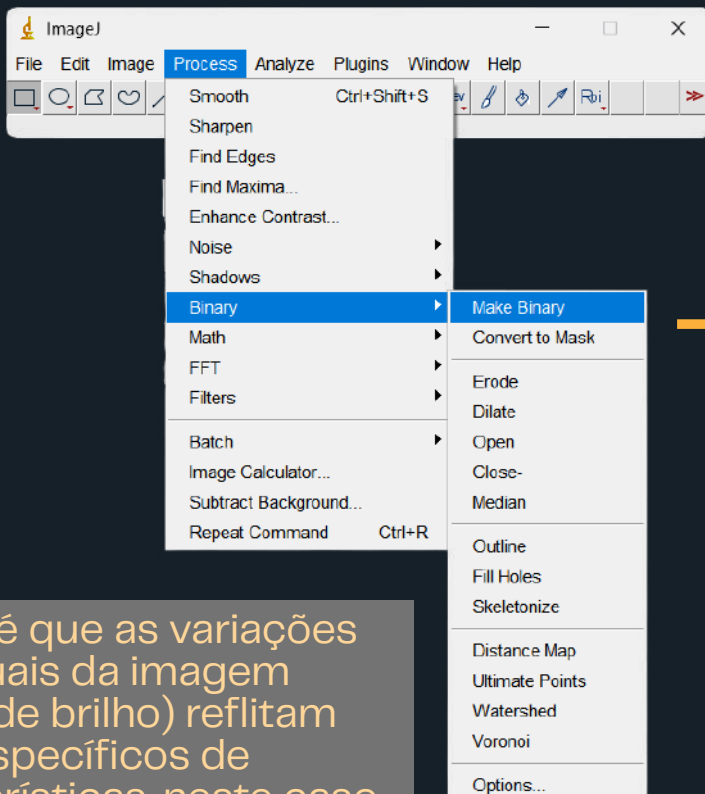 ImageJ
File Edit Image Process Analyze Plugins Window Help
Smooth Ctrl+Shift+S
Sharpen
Find Edges
Find Maxima...
Enhance Contrast...
Noise
Shadows
Binary
Math
FFT
Filters
Batch
Image Calculator...
Subtract Background...
Repeat Command Ctrl+R
Make Binary
Convert to Mask
Erode
Dilate
Open
Close-
Median
Outline
Fill Holes
Skeletonize
Distance Map
Ultimate Points
Watershed
Voronoi
Options...
é que as variações
da imagem
de brilho) reflitam
de
neste caso